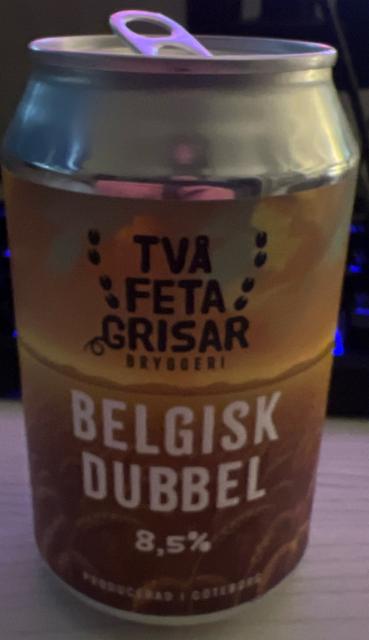 TVÅ
FETA
GRISAR
BRYGGERI
BELGISK
DUBBEL
8,5%
PRODUCERAD I GÖTEBORG